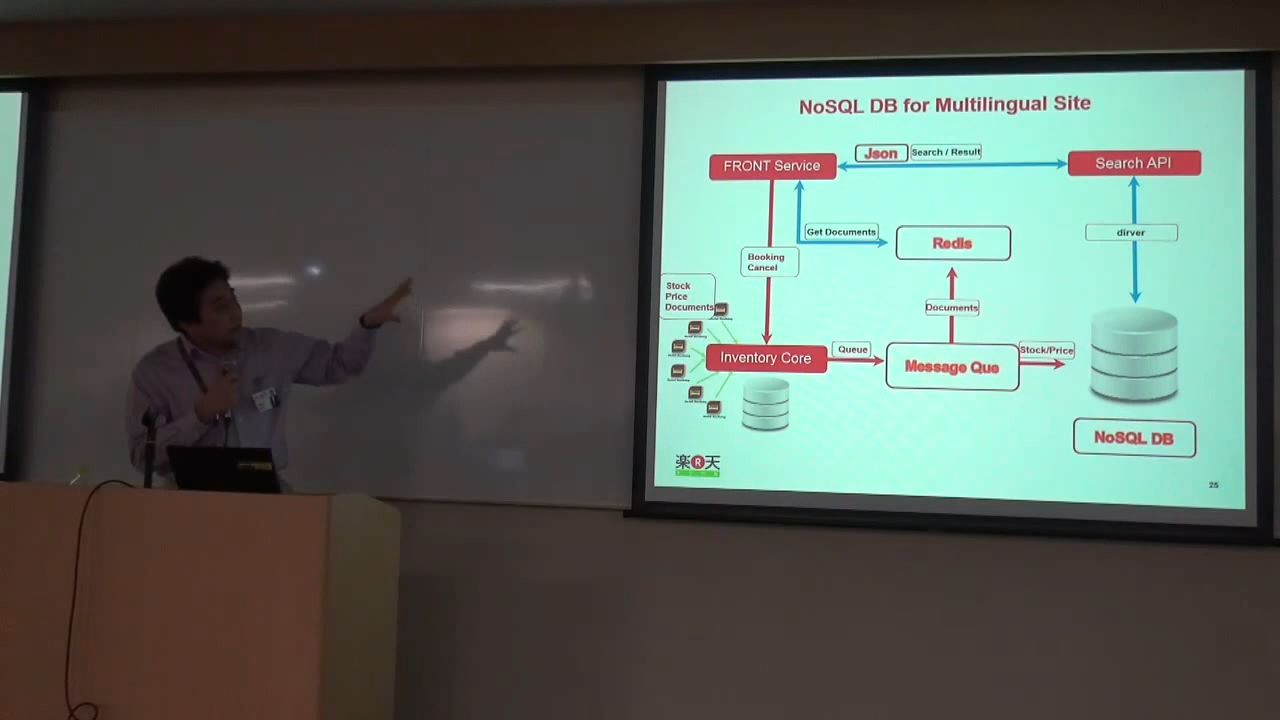 NoSQL DB for Multilingual Site
FRONT Service
Json
Search / Result
Search API
Get Documents
Redis
dirver
Booking
Cancel
Stock
Price
Documents
Documents
Inventory Core
Queue
Message Que
Stock/Price
NoSQL DB
楽R天
25